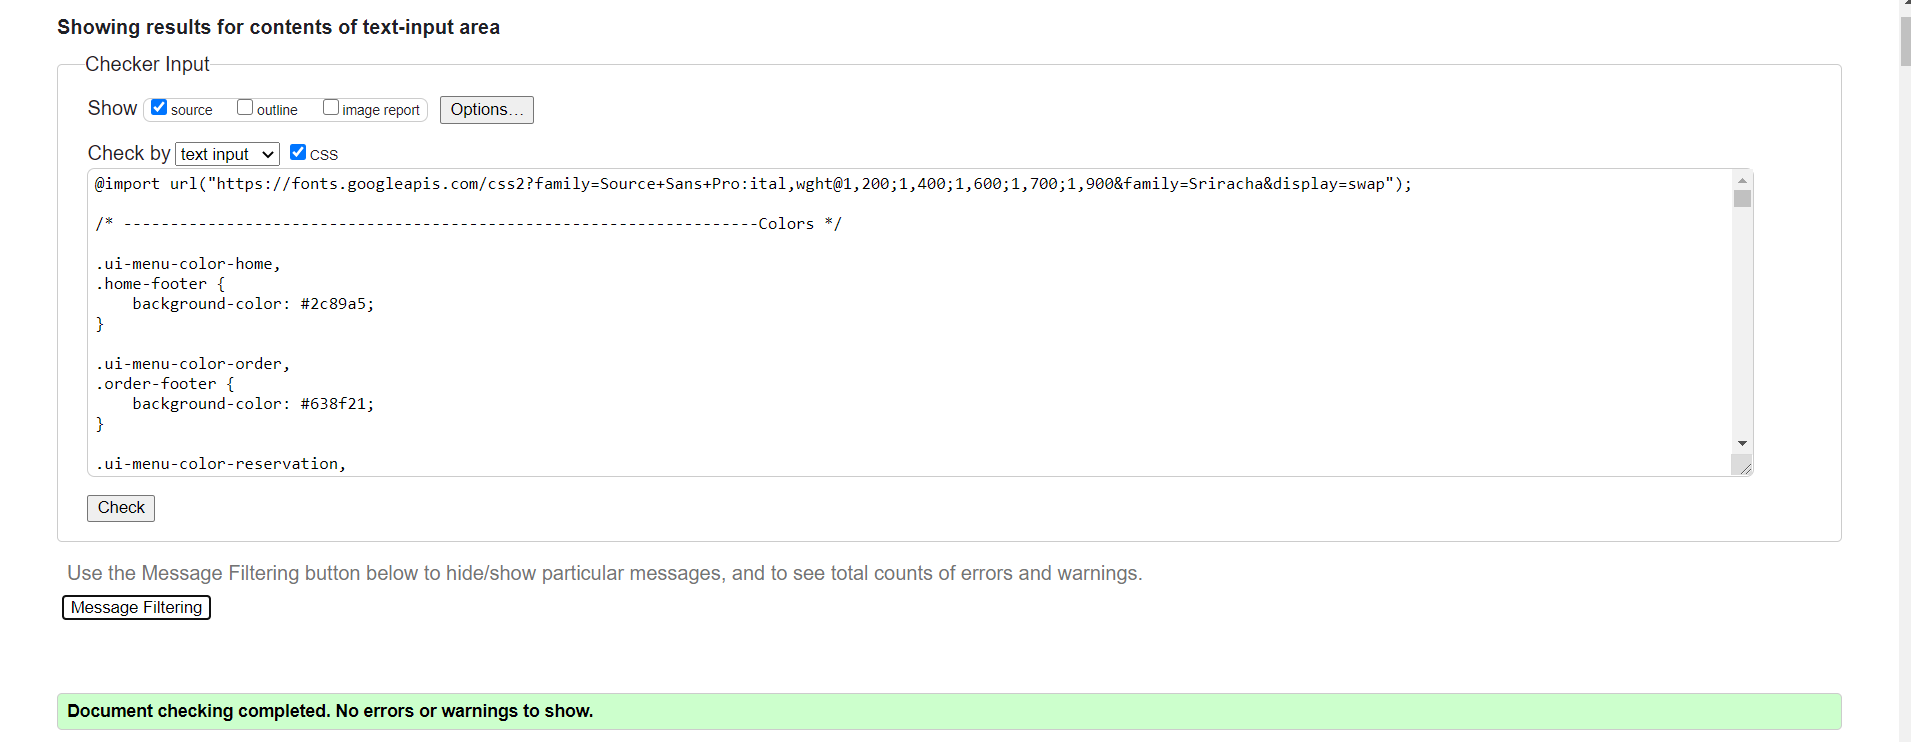 Showing results for contents of text-input area
Checker Input
Show source outline image report Options...
Check by text input CSS
@import url("https://fonts.googleapis.com/css2?family=Source+Sans+Pro:ital,wght@1,200;1,400;1,600;1,700;1,900&family=Sriracha&display=swap");
/* --------------------------------------------------------------------Colors */
.ui-menu-color-home,
.home-footer {
background-color: #2c89a5;
}
.ui-menu-color-order,
.order-footer {
background-color: #638f21;
}
.ui-menu-color-reservation,
Check
Use the Message Filtering button below to hide/show particular messages, and to see total counts of errors and warnings.
Message Filtering
Document checking completed. No errors or warnings to show.